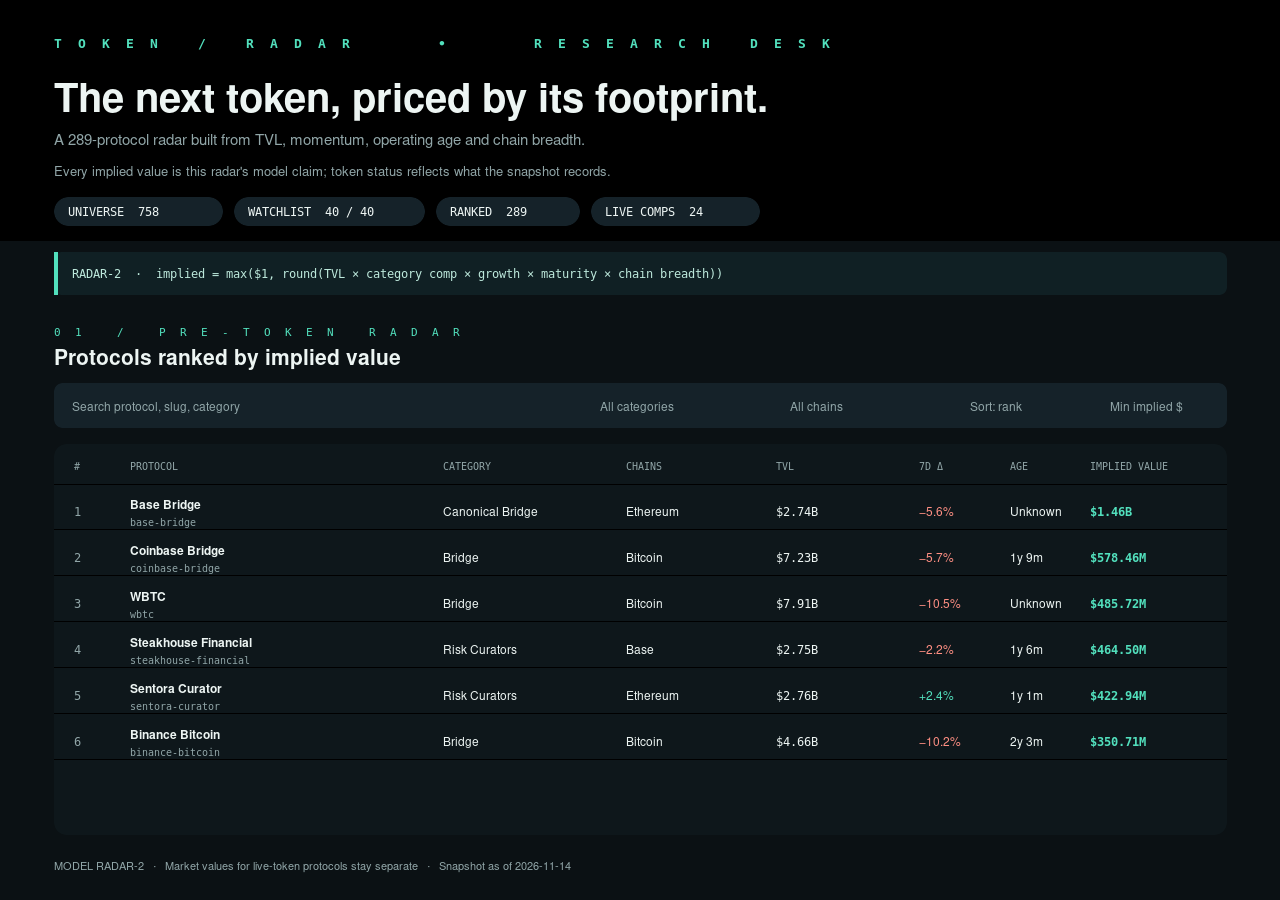 TOKEN / RADAR • RESEARCH DESK
The next token, priced by its footprint.
A 289-protocol radar built from TVL, momentum, operating age and chain breadth.
Every implied value is this radar's model claim; token status reflects what the snapshot records.
UNIVERSE 758 WATCHLIST 40 / 40 RANKED 289 LIVE COMPS 24
RADAR-2 · implied = max($1, round(TVL × category comp × growth × maturity × chain breadth))
01 / PRE-TOKEN RADAR
Protocols ranked by implied value
Search protocol, slug, category All categories All chains Sort: rank Min implied $
# PROTOCOL CATEGORY CHAINS TVL 7D Δ AGE IMPLIED VALUE
1 Base Bridge Canonical Bridge Ethereum $2.74B −5.6% Unknown $1.46B
base-bridge
2 Coinbase Bridge Bridge Bitcoin $7.23B −5.7% 1y 9m $578.46M
coinbase-bridge
3 WBTC Bridge Bitcoin $7.91B −10.5% Unknown $485.72M
wbtc
4 Steakhouse Financial Risk Curators Base $2.75B −2.2% 1y 6m $464.50M
steakhouse-financial
5 Sentora Curator Risk Curators Ethereum $2.76B +2.4% 1y 1m $422.94M
sentora-curator
6 Binance Bitcoin Bridge Bitcoin $4.66B −10.2% 2y 3m $350.71M
binance-bitcoin
MODEL RADAR-2 · Market values for live-token protocols stay separate · Snapshot as of 2026-11-14